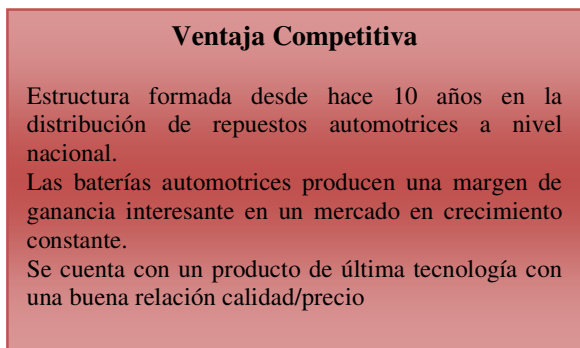 Ventaja Competitiva
Estructura formada desde hace 10 años en la
distribución de repuestos automotrices a nivel
nacional.
Las baterías automotrices producen una margen de
ganancia interesante en un mercado en crecimiento
constante.
Se cuenta con un producto de última tecnología con
una buena relación calidad/precio